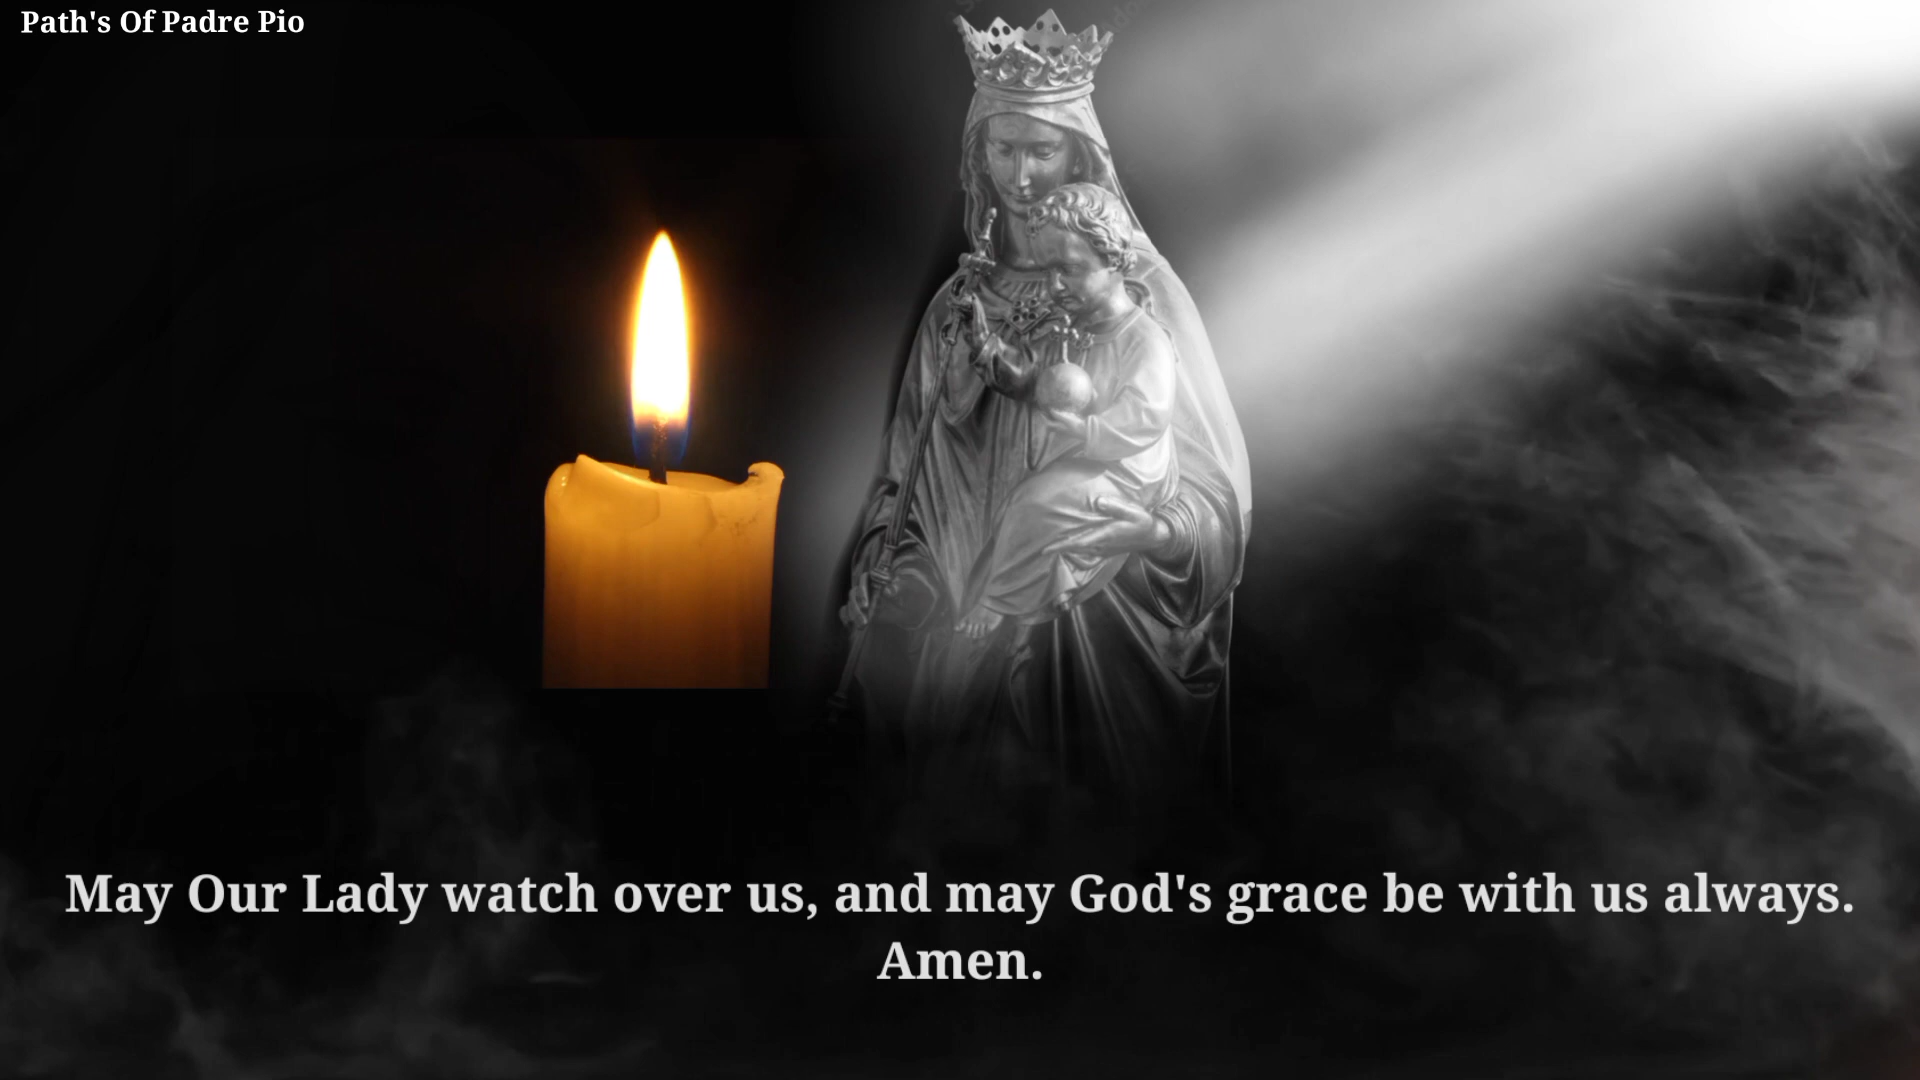 Path's Of Padre Pio
May Our Lady watch over us, and may God's grace be with us always.
Amen.